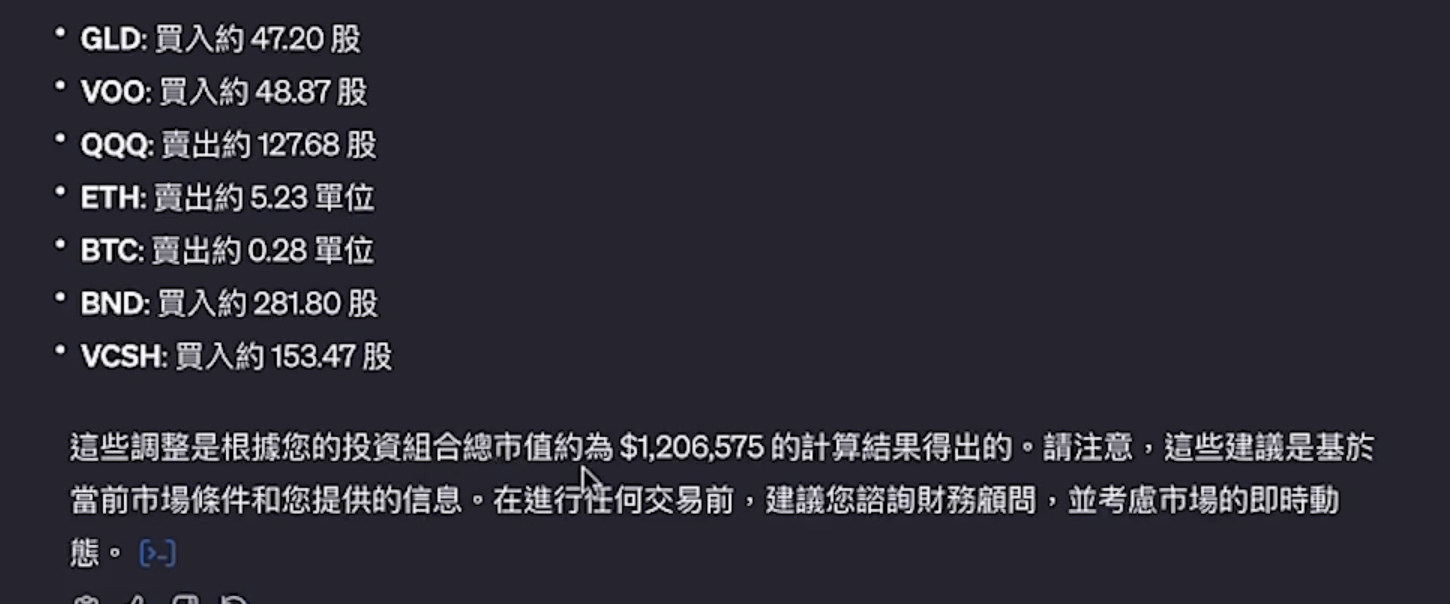 • GLD: 買入約 47.20 股
• VOO: 買入約 48.87 股
• QQQ: 賣出約 127.68 股
• ETH: 賣出約 5.23 單位
• BTC: 賣出約 0.28 單位
• BND: 買入約 281.80 股
• VCSH: 買入約 153.47 股
這些調整是根據您的投資組合總市值約為 $1,206,575 的計算結果得出的。請注意，這些建議是基於
當前市場條件和您提供的信息。在進行任何交易前，建議您諮詢財務顧問，並考慮市場的即時動
態。 [>-]